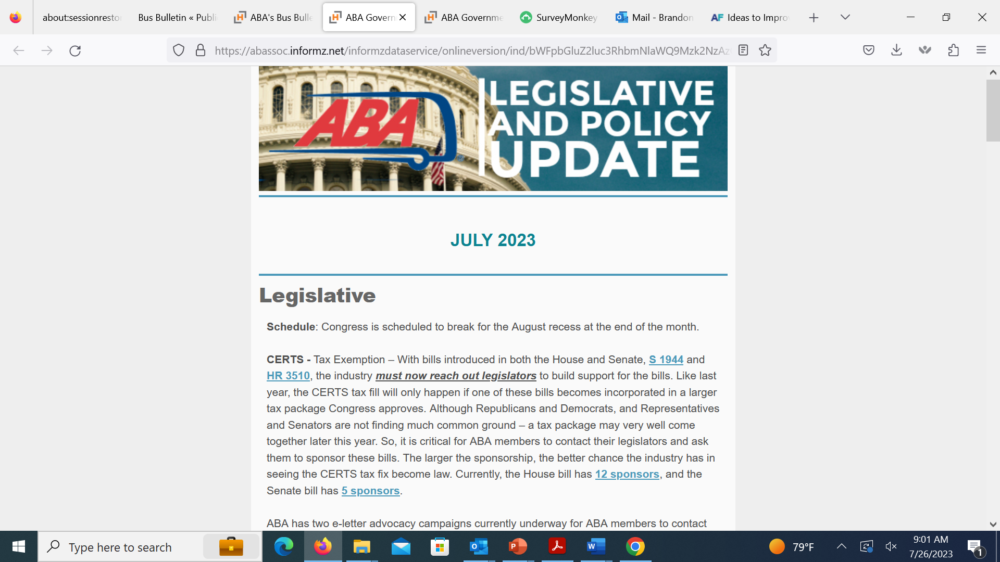 about:sessionrestor
Bus Bulletin « Publi
ABA's Bus Bulle
ABA Govern
ABA Governme
SurveyMonkey
Mail - Brandon
AF Ideas to Impro
https://abassoc.informz.net/informzdataservice/onlineversion/ind/bWFpbGluZ2luc3RhbmNlaWQ9Mzk2NzAz
ABA
LEGISLATIVE
AND POLICY
UPDATE
JULY 2023
Legislative
Schedule: Congress is scheduled to break for the August recess at the end of the month.
CERTS - Tax Exemption – With bills introduced in both the House and Senate, S 1944 and
HR 3510, the industry must now reach out legislators to build support for the bills. Like last
year, the CERTS tax fill will only happen if one of these bills becomes incorporated in a larger
tax package Congress approves. Although Republicans and Democrats, and Representatives
and Senators are not finding much common ground – a tax package may very well come
together later this year. So, it is critical for ABA members to contact their legislators and ask
them to sponsor these bills. The larger the sponsorship, the better chance the industry has in
seeing the CERTS tax fix become law. Currently, the House bill has 12 sponsors, and the
Senate bill has 5 sponsors.
ABA has two e-letter advocacy campaigns currently underway for ABA members to contact
Type here to search
79°F
9:01 AM
7/26/2023
1